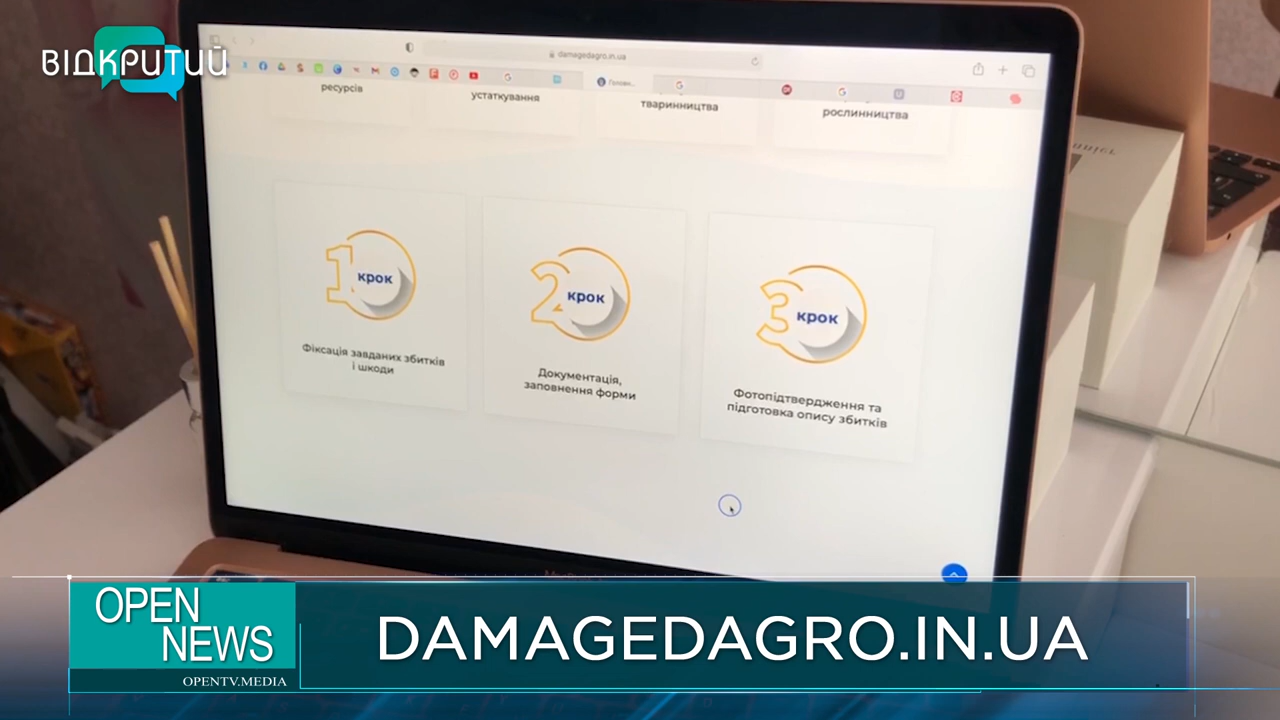 ВІДКРИТИЙ
damagedagro.in.ua
Головн...
ресурсів
устаткування
тваринництва
рослинництва
1 крок
2 крок
3 крок
Фіксація завданих збитків
і шкоди
Документація,
заповнення форми
Фотопідтвердження та
підготовка опису збитків
OPEN
NEWS
OPENTV.MEDIA
DAMAGEDAGRO.IN.UA